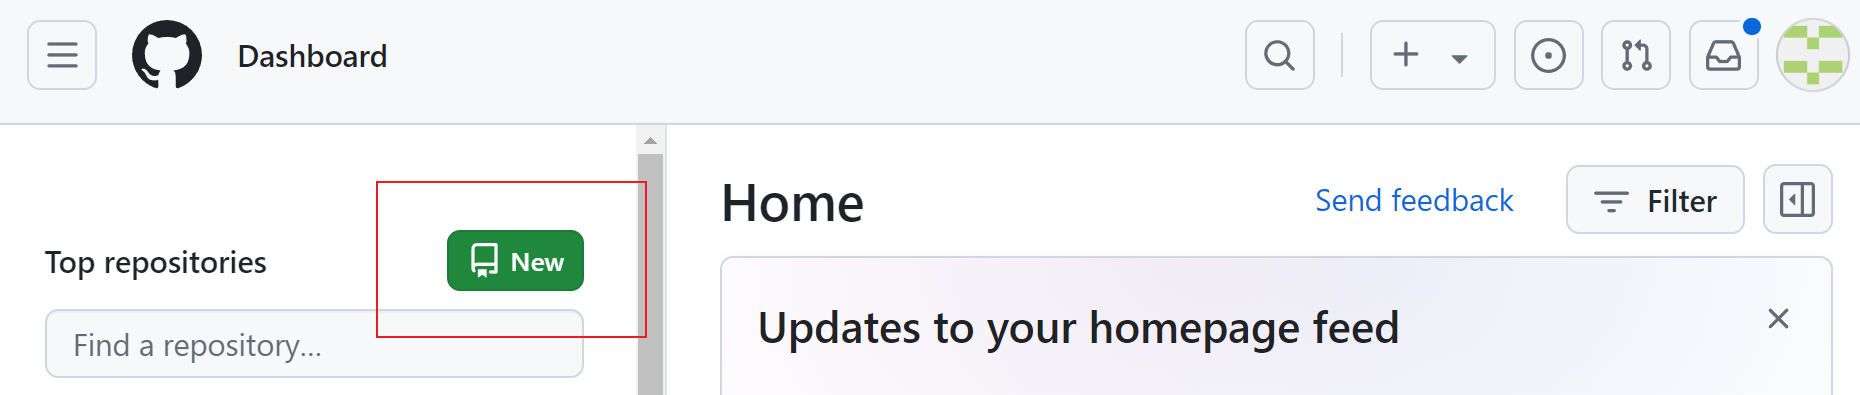 Dashboard
Top repositories
New
Find a repository...
Home
Send feedback
Filter
Updates to your homepage feed